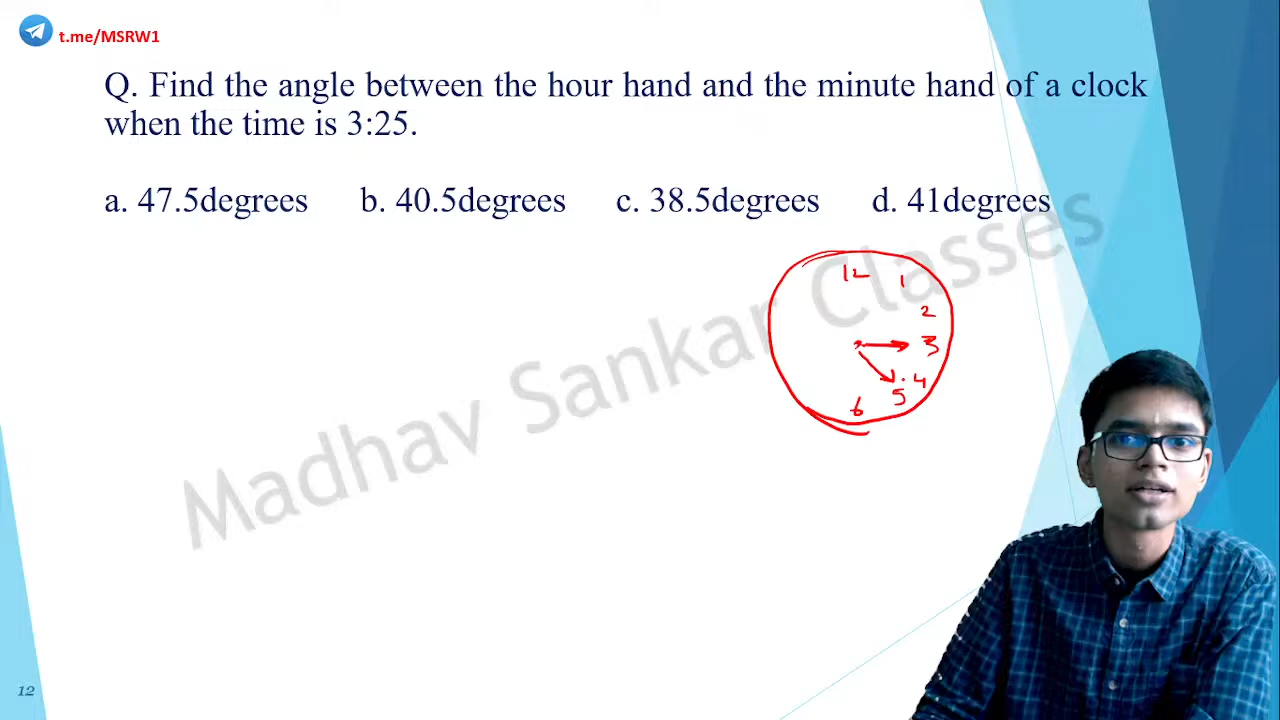 t.me/MSRW1
Q. Find the angle between the hour hand and the minute hand of a clock
when the time is 3:25.
a. 47.5degrees b. 40.5degrees c. 38.5degrees d. 41degrees
Madhav Sankar Classes
12
1
2
3
4
5
6
12